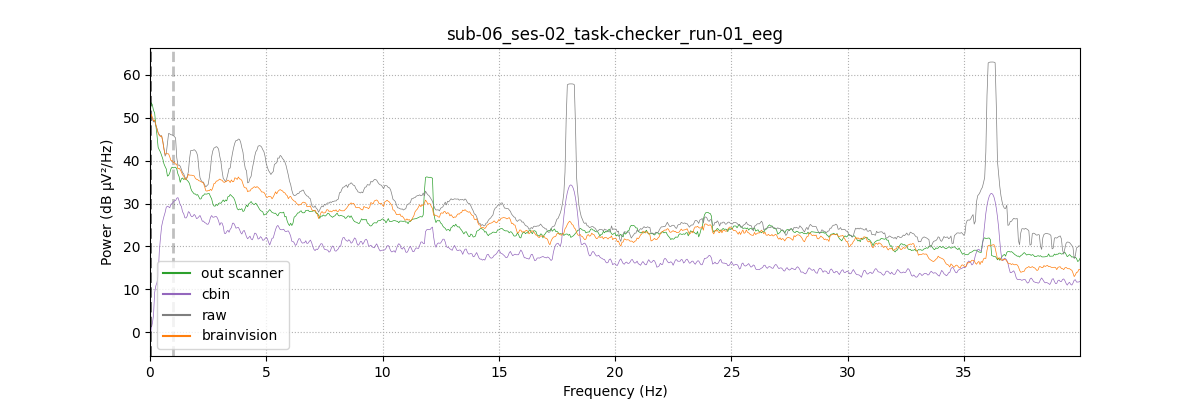 sub-06_ses-02_task-checker_run-01_eeg
Power (dB µV²/Hz)
60
50
40
30
20
10
0
out scanner
cbin
raw
brainvision
0 5 10 15 20 25 30 35
Frequency (Hz)